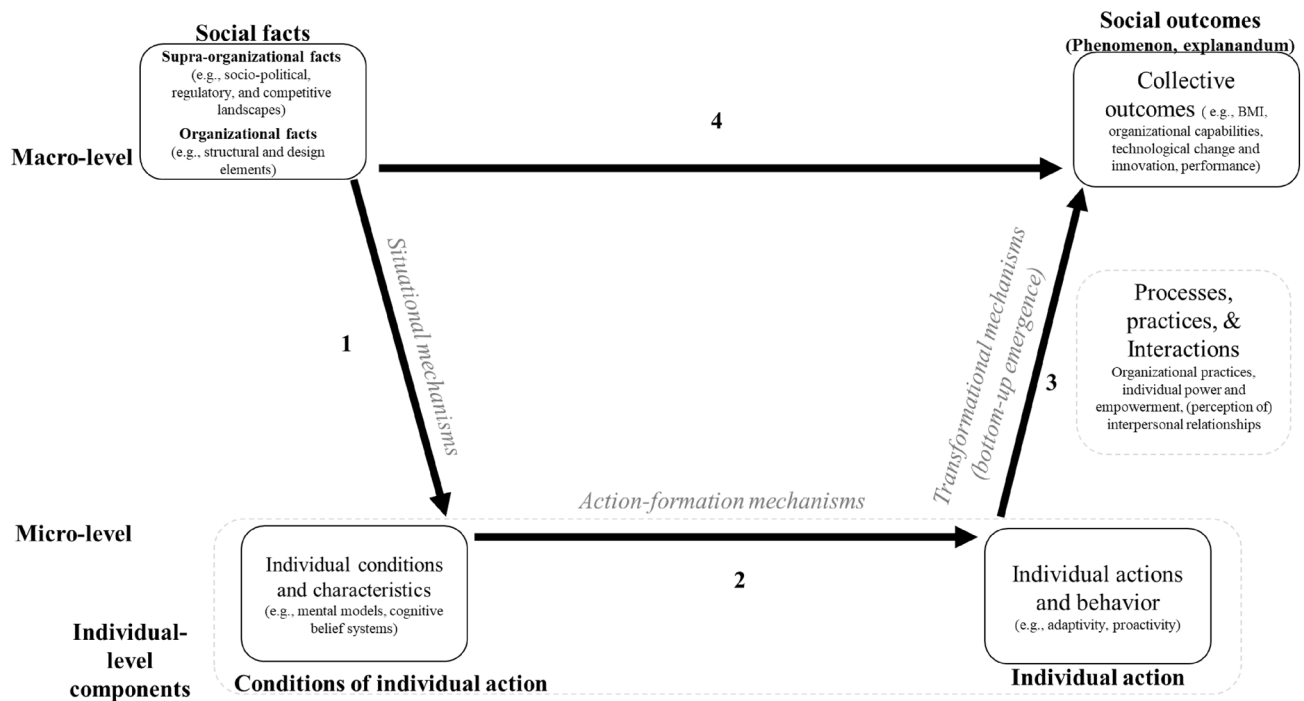 Social facts
Supra-organizational facts
(e.g., socio-political,
regulatory, and competitive
landscapes)
Organizational facts
(e.g., structural and design
elements)
Social outcomes
(Phenomenon, explanandum)
Collective
outcomes ( e.g., BMI,
organizational capabilities,
technological change and
innovation, performance)
Macro-level
4
Situational mechanisms
1
Transformational mechanisms
(bottom-up emergence)
3
Processes,
practices, &
Interactions
Organizational practices,
individual power and
empowerment, (perception of)
interpersonal relationships
Action-formation mechanisms
Micro-level
2
Individual conditions
and characteristics
(e.g., mental models, cognitive
belief systems)
Individual actions
and behavior
(e.g., adaptivity, proactivity)
Individual-
level
components
Conditions of individual action
Individual action